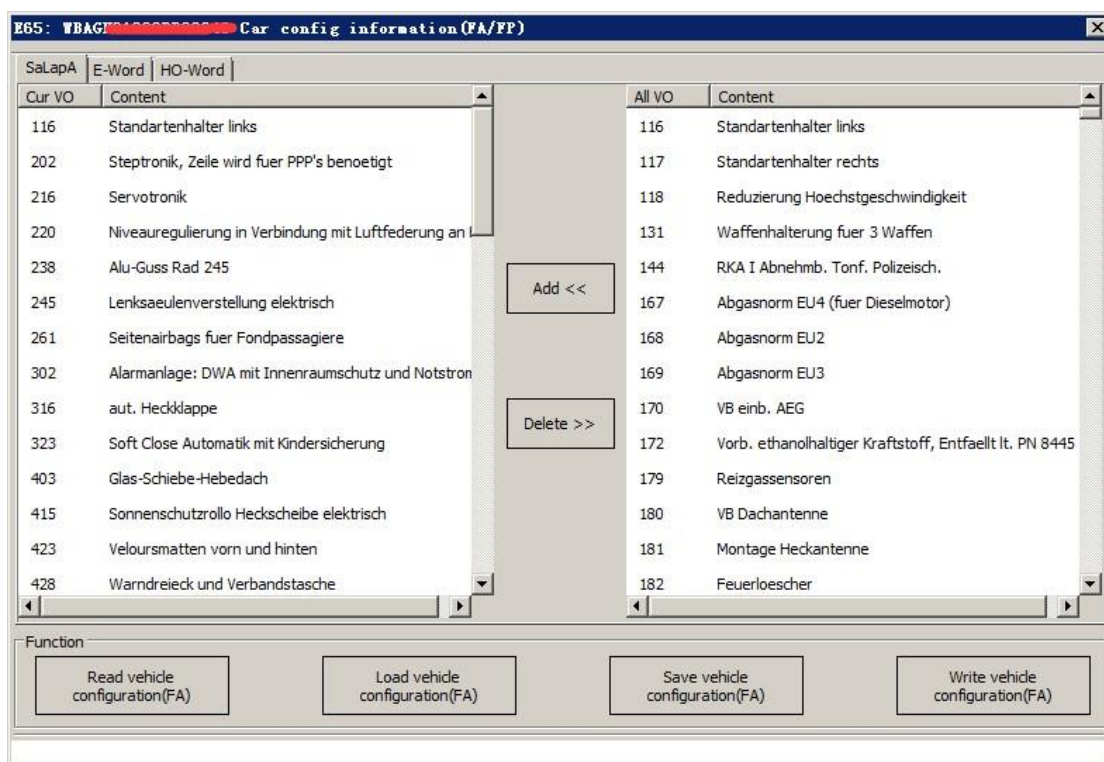 E65: WBAG Car config information(FA/FP)
SaLapA E-Word HO-Word
Cur VO Content
116 Standartenhalter links
202 Steptronik, Zeile wird fuer PPP's benoetigt
216 Servotronik
220 Niveauregulierung in Verbindung mit Luftfederung an
238 Alu-Guss Rad 245
245 Lenksaeulenverstellung elektrisch
261 Seitenairbags fuer Fondpassagiere
302 Alarmanlage: DWA mit Innenraumschutz und Notstron
316 aut. Heckklappe
323 Soft Close Automatik mit Kindersicherung
403 Glas-Schiebe-Hebedach
415 Sonnenschutzrollo Heckscheibe elektrisch
423 Veloursmatten vorn und hinten
428 Warndreieck und Verbandstasche
Add <<
Delete >>
All VO Content
116 Standartenhalter links
117 Standartenhalter rechts
118 Reduzierung Hoechstgeschwindigkeit
131 Waffenhalterung fuer 3 Waffen
144 RKA I Abnehmb. Tonf. Polizeisch.
167 Abgasnorm EU4 (fuer Dieselmotor)
168 Abgasnorm EU2
169 Abgasnorm EU3
170 VB einb. AEG
172 Vorb. ethanolhaltiger Kraftstoff, Entfaellt lt. PN 8445
179 Reizgassensoren
180 VB Dachantenne
181 Montage Heckantenne
182 Feuerloescher
Function
Read vehicle
configuration(FA)
Load vehicle
configuration(FA)
Save vehicle
configuration(FA)
Write vehicle
configuration(FA)